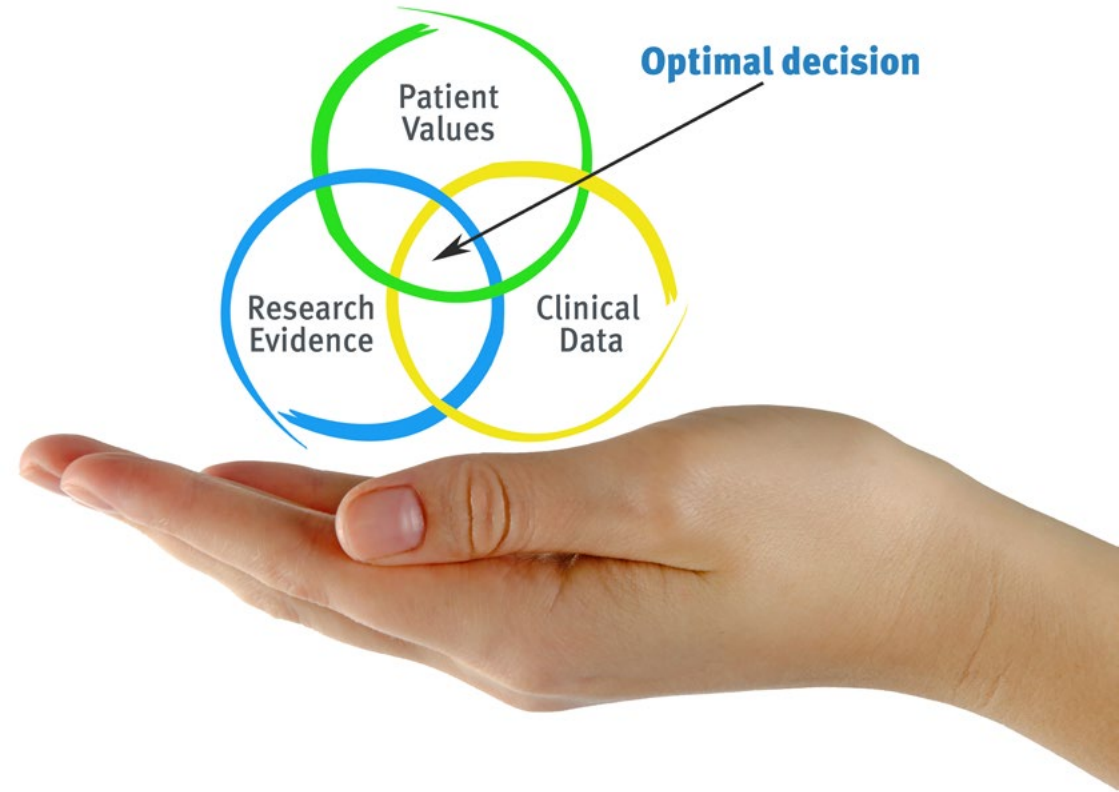 Optimal decision
Patient
Values
Research
Evidence
Clinical
Data